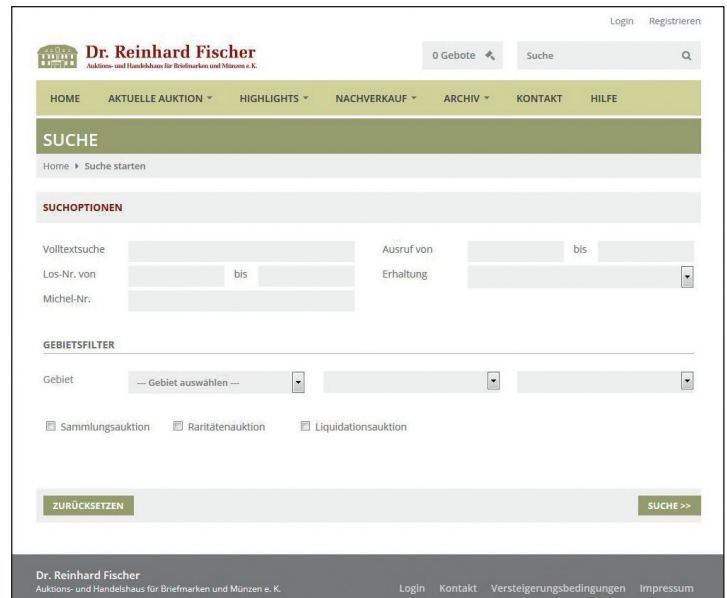 Login Registrieren
Dr. Reinhard Fischer
Auktions- und Handelshaus für Briefmarken und Münzen e.K.
0 Gebote Suche
HOME AKTUELLE AUKTION HIGHLIGHTS NACHVERKAUF ARCHIV KONTAKT HILFE
SUCHE
Home Suche starten
SUCHOPTIONEN
Volltextsuche Ausruf von bis
Los-Nr. von bis Erhaltung
Michel-Nr.
GEBIETSFILTER
Gebiet --- Gebiet auswählen ---
Sammlungsauktion Raritätenauktion Liquidationsauktion
ZURÜCKSETZEN SUCHE >>
Dr. Reinhard Fischer
Auktions- und Handelshaus für Briefmarken und Münzen e. K. Login Kontakt Versteigerungsbedingungen Impressum